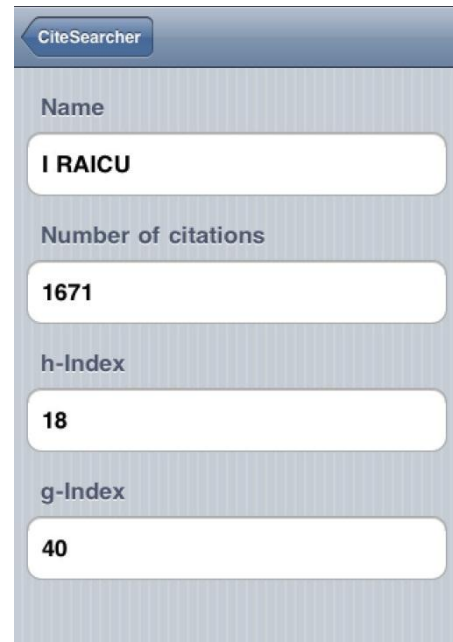 CiteSearcher
Name
I RAICU
Number of citations
1671
h-Index
18
g-Index
40